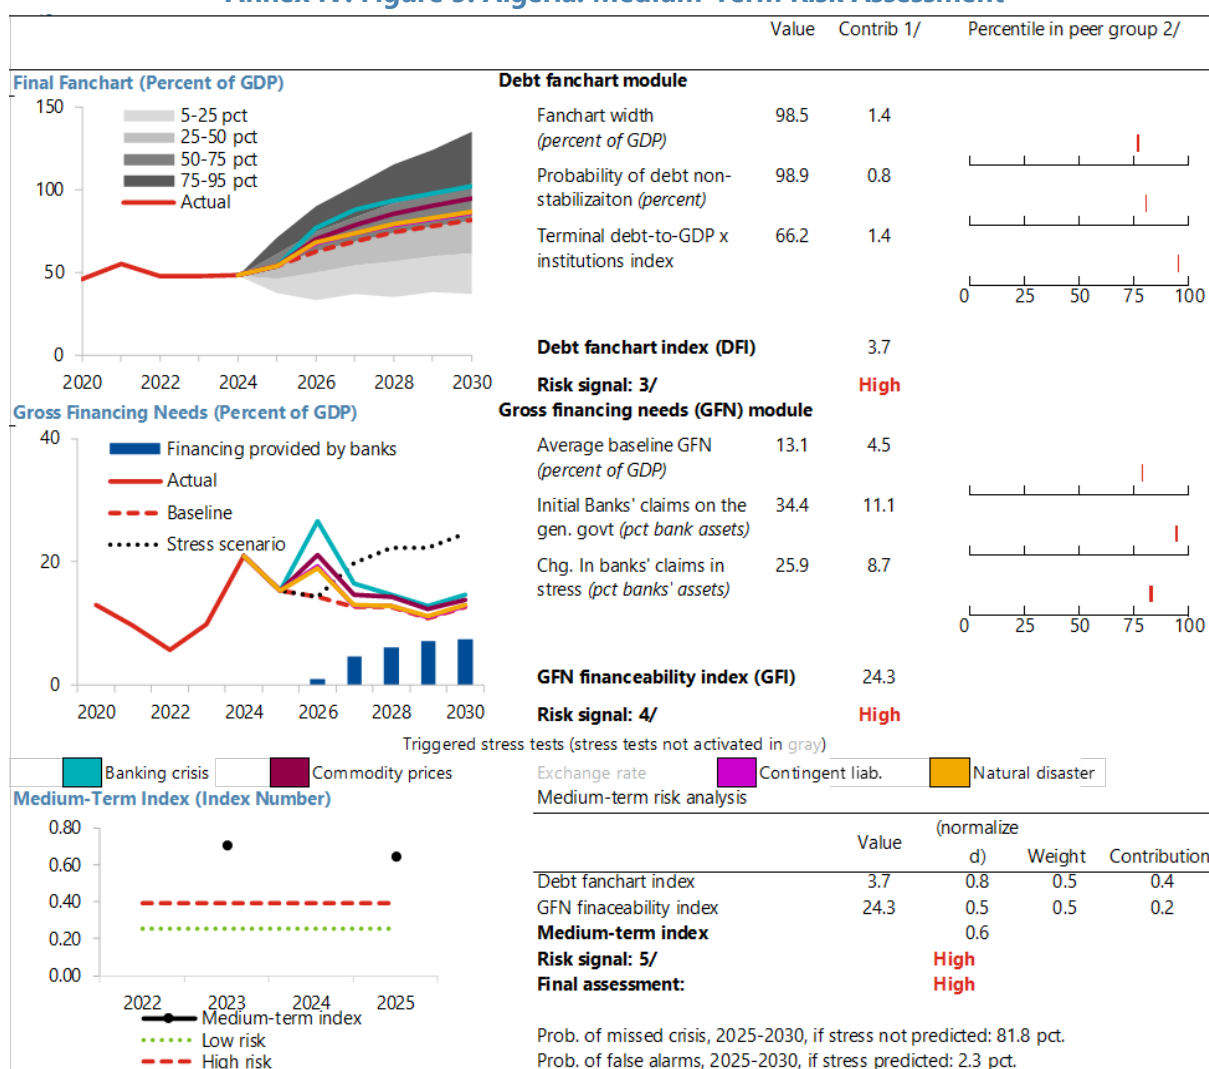 Annex IV. Figure 5. Algeria: Medium-Term Risk Assessment
Value Contrib 1/ Percentile in peer group 2/
Final Fanchart (Percent of GDP)
150
100
50
0
5-25 pct
25-50 pct
50-75 pct
75-95 pct
Actual
2020 2022 2024 2026 2028 2030
Debt fanchart module
Fanchart width 98.5 1.4
(percent of GDP)
Probability of debt non- 98.9 0.8
stabilizaiton (percent)
Terminal debt-to-GDP x 66.2 1.4
institutions index
0 25 50 75 100
Debt fanchart index (DFI) 3.7
Risk signal: 3/ High
Gross Financing Needs (Percent of GDP)
40
20
0
Financing provided by banks
Actual
Baseline
Stress scenario
2020 2022 2024 2026 2028 2030
Gross financing needs (GFN) module
Average baseline GFN 13.1 4.5
(percent of GDP)
Initial Banks' claims on the 34.4 11.1
gen. govt (pct bank assets)
Chg. In banks' claims in 25.9 8.7
stress (pct banks' assets)
0 25 50 75 100
GFN financeability index (GFI) 24.3
Risk signal: 4/ High
Triggered stress tests (stress tests not activated in gray)
Banking crisis Commodity prices Exchange rate Contingent liab. Natural disaster
Medium-Term Index (Index Number)
0.80
0.60
0.40
0.20
0.00
2022 2023 2024 2025
Medium-term index
Low risk
High risk
Medium-term risk analysis
Value (normalize
d) Weight Contribution
Debt fanchart index 3.7 0.8 0.5 0.4
GFN finaceability index 24.3 0.5 0.5 0.2
Medium-term index 0.6
Risk signal: 5/ High
Final assessment: High
Prob. of missed crisis, 2025-2030, if stress not predicted: 81.8 pct.
Prob. of false alarms, 2025-2030, if stress predicted: 2.3 pct.